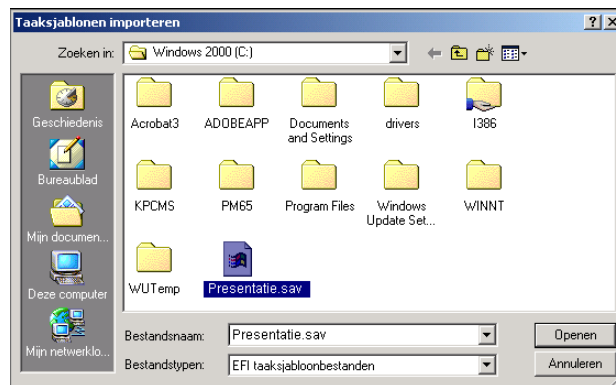 Taaksjablonen importeren
Zoeken in:
Windows 2000 (C:)
Geschiedenis
Bureaublad
Mijn documen...
Deze computer
Mijn netwerklo...
Acrobat3
ADOBEAPP
Documents
and Settings
drivers
I386
KPCMS
PM65
Program Files
Windows
Update Set...
WINNT
WUTemp
Presentatie.sav
Bestandsnaam:
Presentatie.sav
Openen
Bestandstypen:
EFI taaksjabloonbestanden
Annuleren